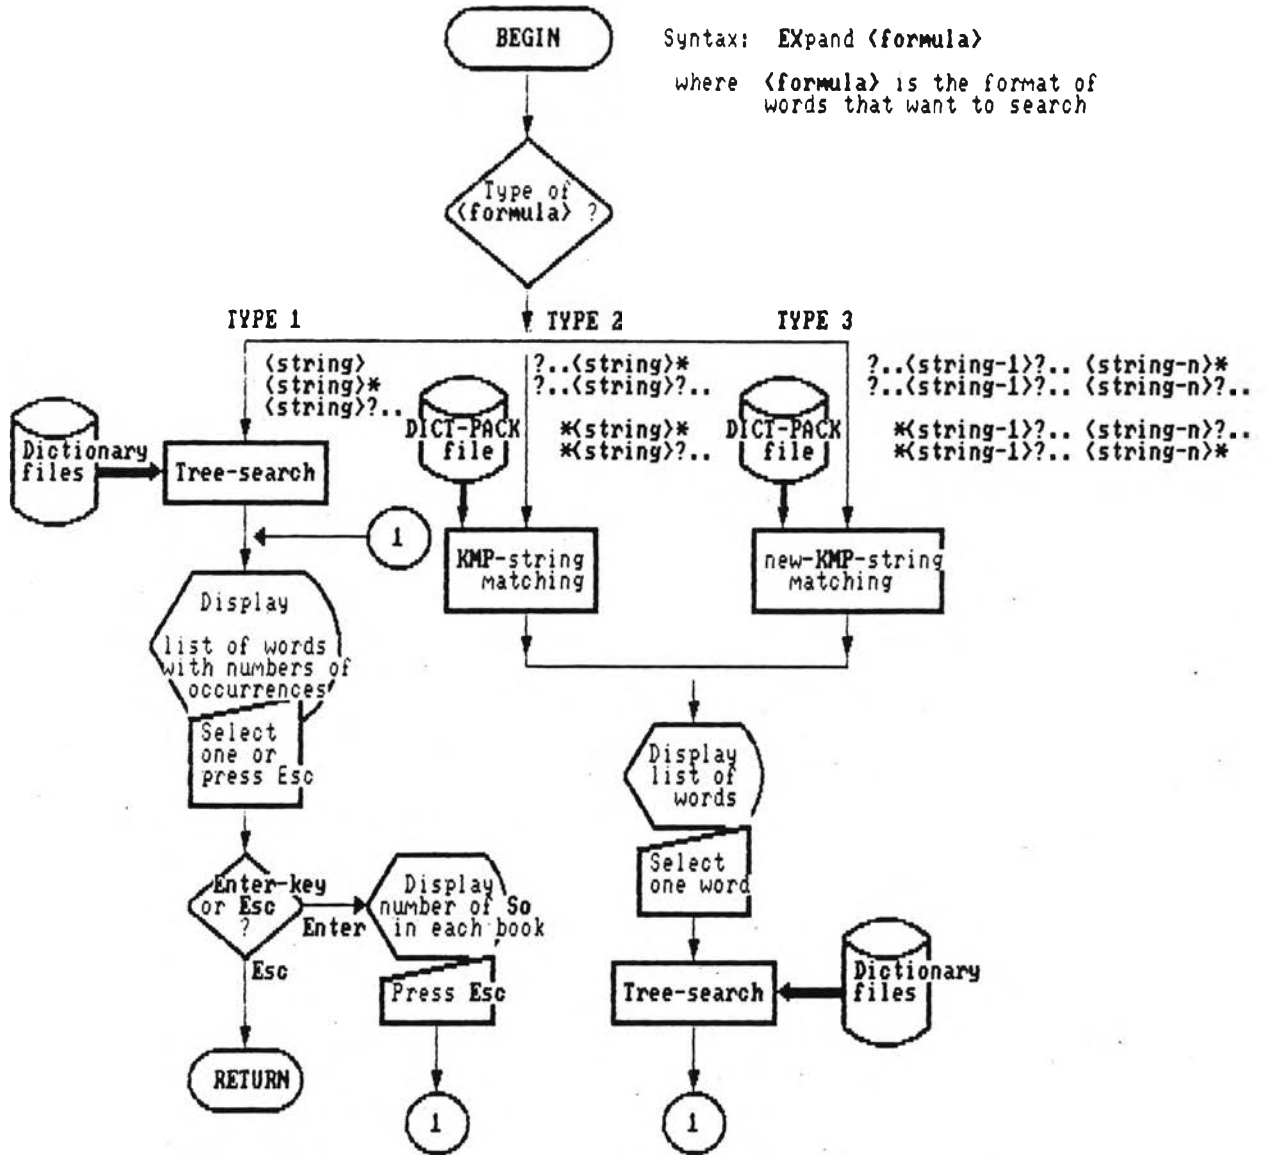 BEGIN
Syntax: EXpand <formula>
where <formula> is the format of
words that want to search
Type of
<formula> ?
TYPE 1
TYPE 2
TYPE 3
<string>
<string>*
<string>?..
?..<string>*
?..<string>?..
*<string>*
*<string>?..
?..<string-1>?.. <string-n>*
?..<string-1>?.. <string-n>?..
*<string-1>?.. <string-n>?..
*<string-1>?.. <string-n>*
Dictionary
files
Tree-search
DICT-PACK
file
DICT-PACK
file
1
KMP-string
matching
new-KMP-string
matching
Display
list of words
with numbers of
occurrences
Select
one or
press Esc
Display
list of
words
Select
one word
Enter-key
or Esc
?
Enter
Esc
Display
number of So
in each book
Press Esc
Tree-search
Dictionary
files
RETURN
1
1